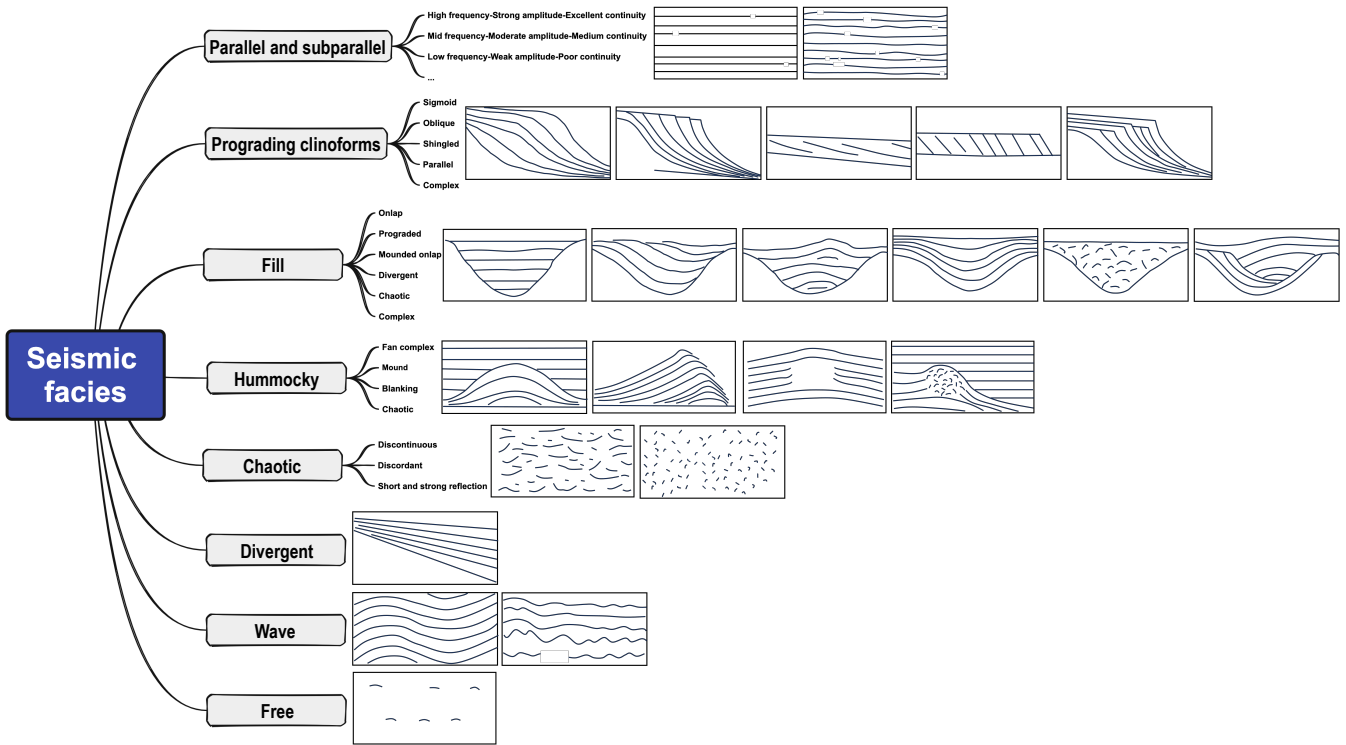 Seismic
facies
Parallel and subparallel
High frequency-Strong amplitude-Excellent continuity
Mid frequency-Moderate amplitude-Medium continuity
Low frequency-Weak amplitude-Poor continuity
...
Prograding clinoforms
Sigmoid
Oblique
Shingled
Parallel
Complex
Fill
Onlap
Prograded
Mounded onlap
Divergent
Chaotic
Complex
Hummocky
Fan complex
Mound
Blanking
Chaotic
Chaotic
Discontinuous
Discordant
Short and strong reflection
Divergent
Wave
Free